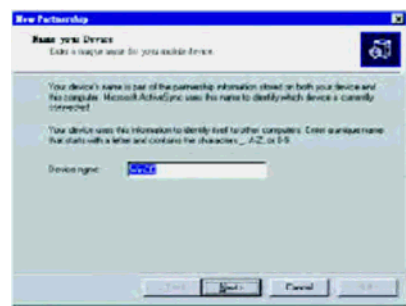 New Partnership
Name your Device
Enter a unique name for your mobile device.
Your device's name is part of the partnership information stored on both your device and
this computer. Microsoft ActiveSync uses this name to identify which device is currently
connected.
Your device uses this information to identify itself to other computers. Enter a unique name
that starts with a letter and contains the characters _, A-Z, or 0-9.
Device name:
Next >
Cancel